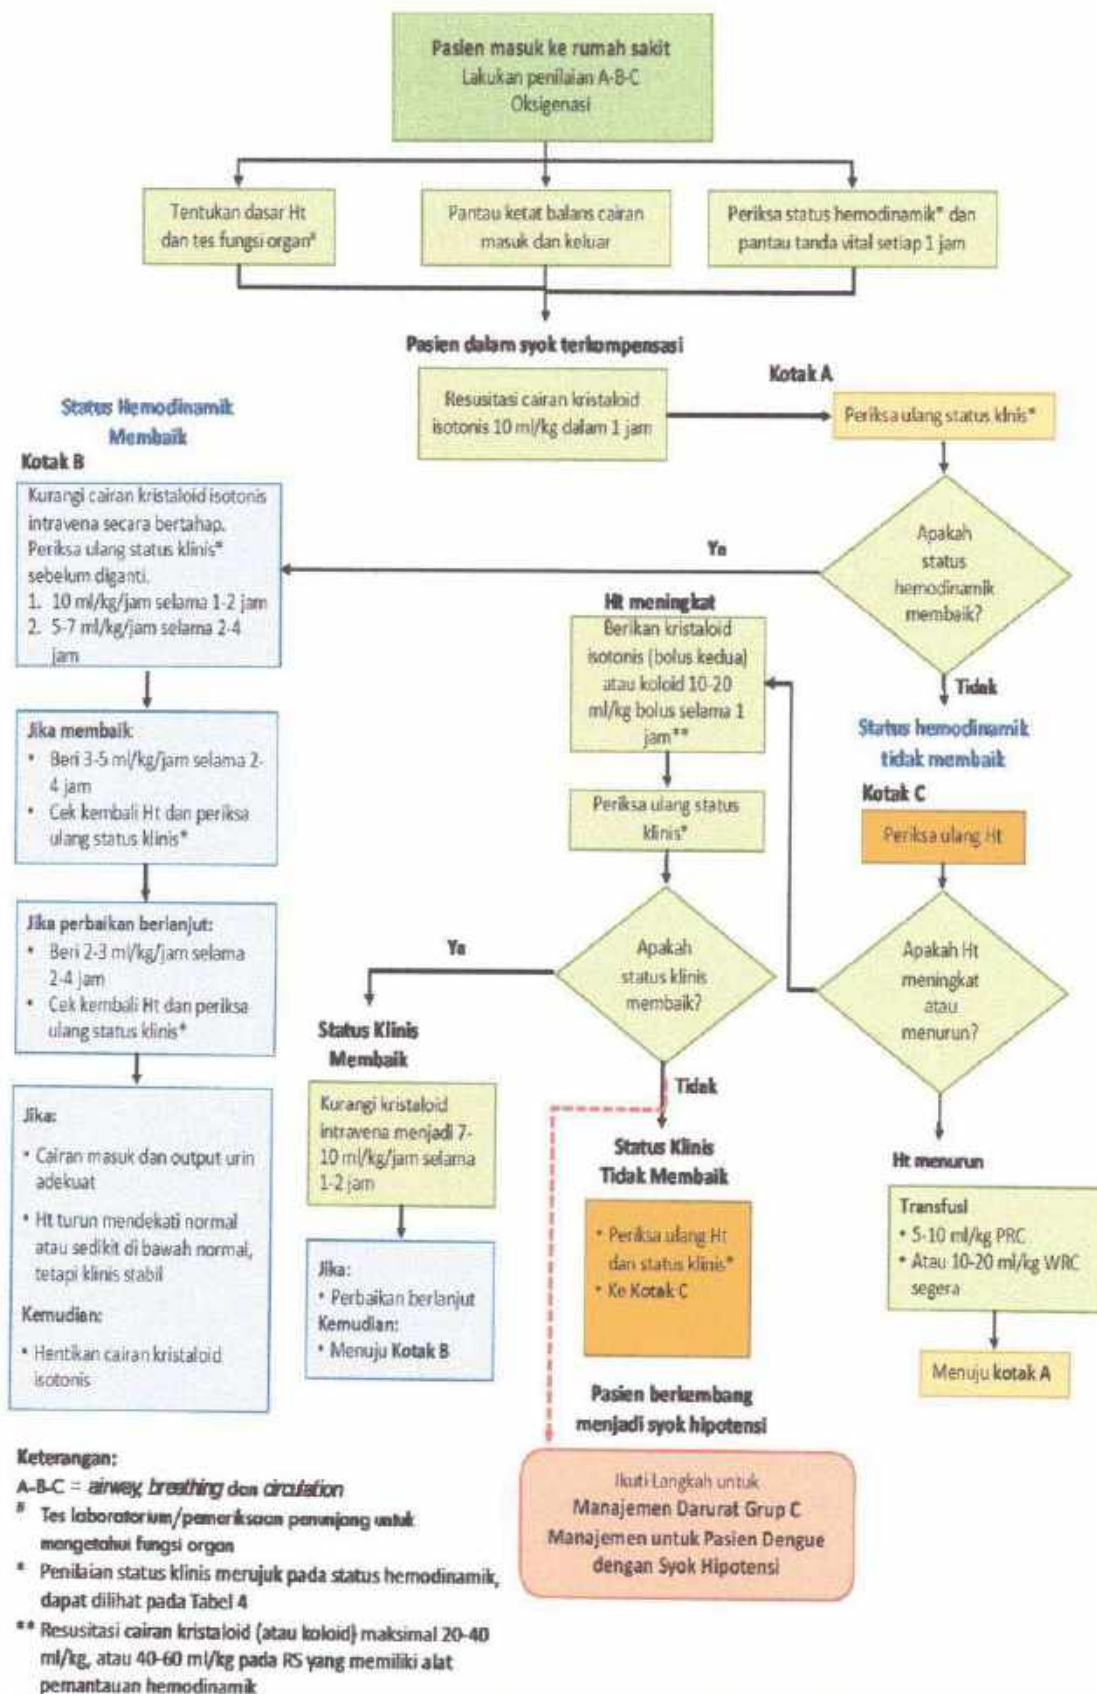 Pasien masuk ke rumah sakit
Lakukan penilaian A-B-C
Oksigenasi
Tentukan dasar Ht
dan tes fungsi organ#
Pantau ketat balans cairan
masuk dan keluar
Periksa status hemodinamik* dan
pantau tanda vital setiap 1 jam
Pasien dalam syok terkompensasi
Resusitasi cairan kristaloid
isotonis 10 ml/kg dalam 1 jam
Kotak A
Periksa ulang status klnis*
Apakah
status
hemodinamik
membaik?
Ya
Tidak
Status Hemodinamik
Membaik
Kotak B
Kurangi cairan kristaloid isotonis
intravena secara bertahap.
Periksa ulang status klinis*
sebelum diganti.
1. 10 ml/kg/jam selama 1-2 jam
2. 5-7 ml/kg/jam selama 2-4
jam
Jika membaik:
• Beri 3-5 ml/kg/jam selama 2-
4 jam
• Cek kembali Ht dan periksa
ulang status klinis*
Jika perbaikan berlanjut:
• Beri 2-3 ml/kg/jam selama
2-4 jam
• Cek kembali Ht dan periksa
ulang status klinis*
Jika:
• Cairan masuk dan output urin
adekuat
• Ht turun mendekati normal
atau sedikit di bawah normal,
tetapi klinis stabil
Kemudian:
• Hentikan cairan kristaloid
isotonis
Status hemodinamik
tidak membaik
Kotak C
Periksa ulang Ht
Apakah Ht
meningkat
atau
menurun?
Ht meningkat
Berikan kristaloid
isotonis (bolus kedua)
atau koloid 10-20
ml/kg bolus selama 1
jam**
Periksa ulang status
klinis*
Apakah
status klinis
membaik?
Ya
Status Klinis
Membaik
Kurangi kristaloid
intravena menjadi 7-
10 ml/kg/jam selama
1-2 jam
Jika:
• Perbaikan berlanjut
Kemudian:
• Menuju Kotak B
Tidak
Status Klinis
Tidak Membaik
• Periksa ulang Ht
dan status klinis*
• Ke Kotak C
Ht menurun
Transfusi
• 5-10 ml/kg PRC
• Atau 10-20 ml/kg WRC
segera
Menuju kotak A
Pasien berkembang
menjadi syok hipotensi
Ikuti Langkah untuk
Manajemen Darurat Grup C
Manajemen untuk Pasien Dengue
dengan Syok Hipotensi
Keterangan:
A-B-C = airway, breathing dan circulation
# Tes laboratorium/pemeriksaan penunjang untuk
mengetahui fungsi organ
* Penilaian status klinis merujuk pada status hemodinamik,
dapat dilihat pada Tabel 4
** Resusitasi cairan kristaloid (atau koloid) maksimal 20-40
ml/kg, atau 40-60 ml/kg pada RS yang memiliki alat
pemantauan hemodinamik